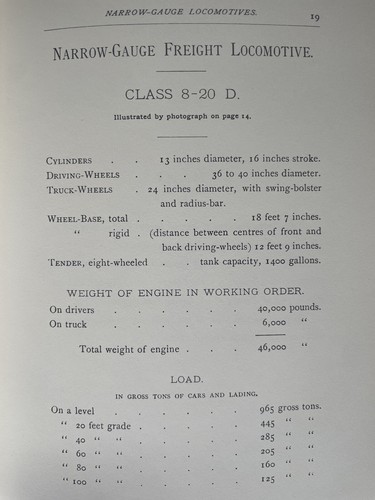 NARROW-GAUGE LOCOMOTIVES. 19
NARROW-GAUGE FREIGHT LOCOMOTIVE.
CLASS 8-20 D.
Illustrated by photograph on page 14.
CYLINDERS . . 13 inches diameter, 16 inches stroke.
DRIVING-WHEELS . . . 36 to 40 inches diameter.
TRUCK-WHEELS . 24 inches diameter, with swing-bolster
and radius-bar.
WHEEL-BASE, total . . . . . 18 feet 7 inches.
“ rigid . (distance between centres of front and
back driving-wheels) 12 feet 9 inches.
TENDER, eight-wheeled . . tank capacity, 1400 gallons.
WEIGHT OF ENGINE IN WORKING ORDER.
On drivers . . . . . . 40,000 pounds.
On truck . . . . . . 6,000 “
Total weight of engine . . . 46,000 “
LOAD.
IN GROSS TONS OF CARS AND LADING.
On a level . . . . . . 965 gross tons.
“ 20 feet grade . . . . . 445 “ “
“ 40 “ “ . . . . . 285 “ “
“ 60 “ “ . . . . . 205 “ “
“ 80 “ “ . . . . . 160 “ “
“ 100 “ “ . . . . . 125 “ “